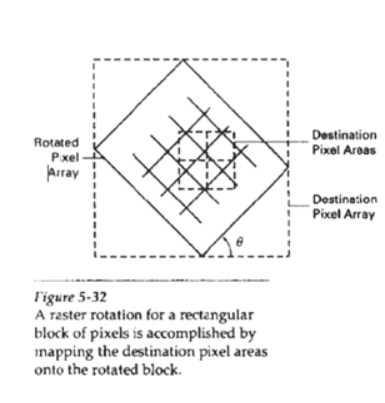 Rotated
Pixel
Array
Destination
Pixel Areas
Destination
Pixel Array
θ
Figure 5-32
A raster rotation for a rectangular
block of pixels is accomplished by
mapping the destination pixel areas
onto the rotated block.